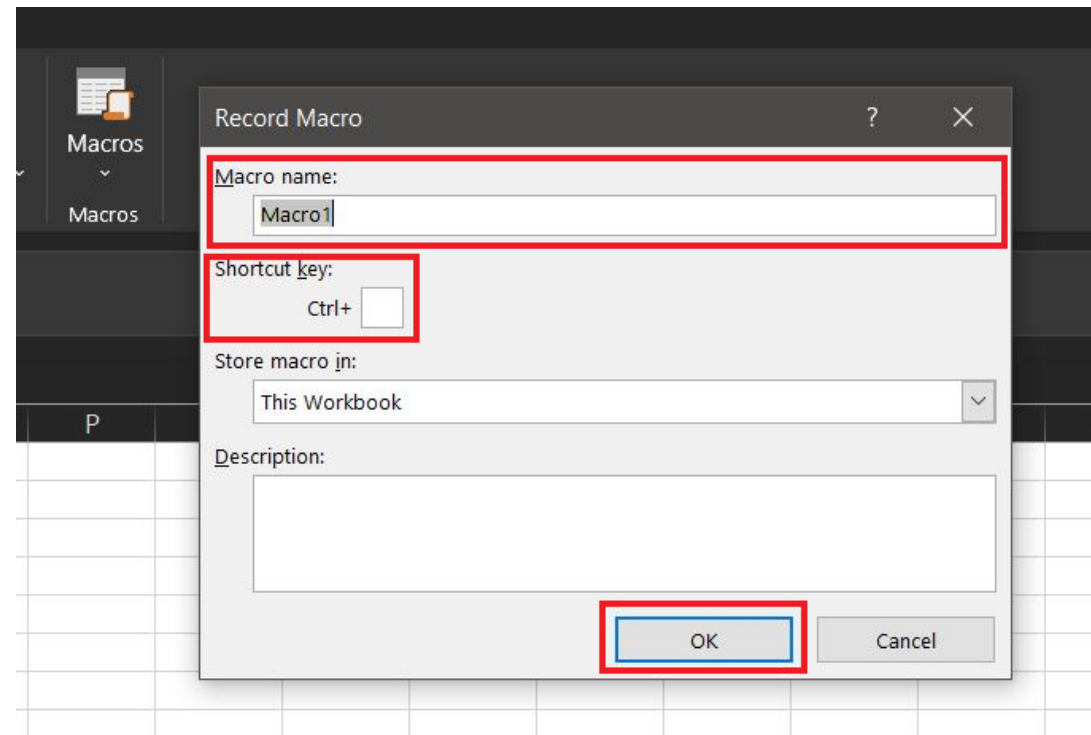 Macros
Macros
Record Macro ?
Macro name:
Macro1
Shortcut key:
Ctrl+
Store macro in:
This Workbook
P
Description:
OK Cancel